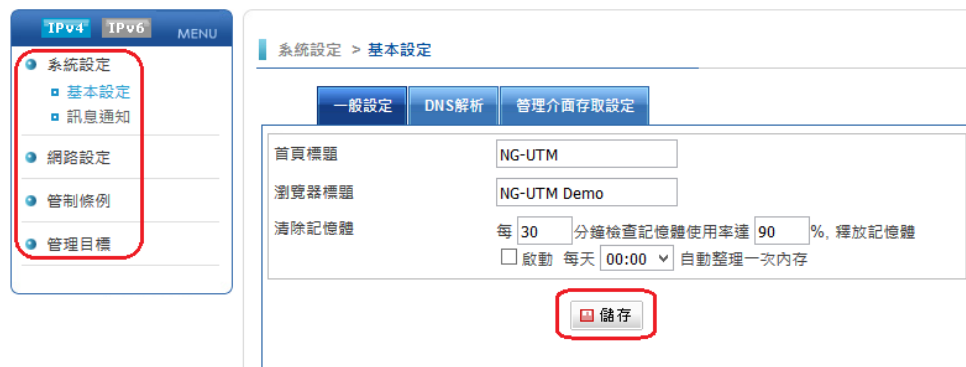 IPv4 IPv6 MENU
系統設定
基本設定
訊息通知
網路設定
管制條例
管理目標
系統設定 > 基本設定
一般設定 DNS解析 管理介面存取設定
首頁標題 NG-UTM
瀏覽器標題 NG-UTM Demo
清除記憶體 每 30 分鐘檢查記憶體使用率達 90 %, 釋放記憶體
啟動 每天 00:00 自動整理一次內存
儲存